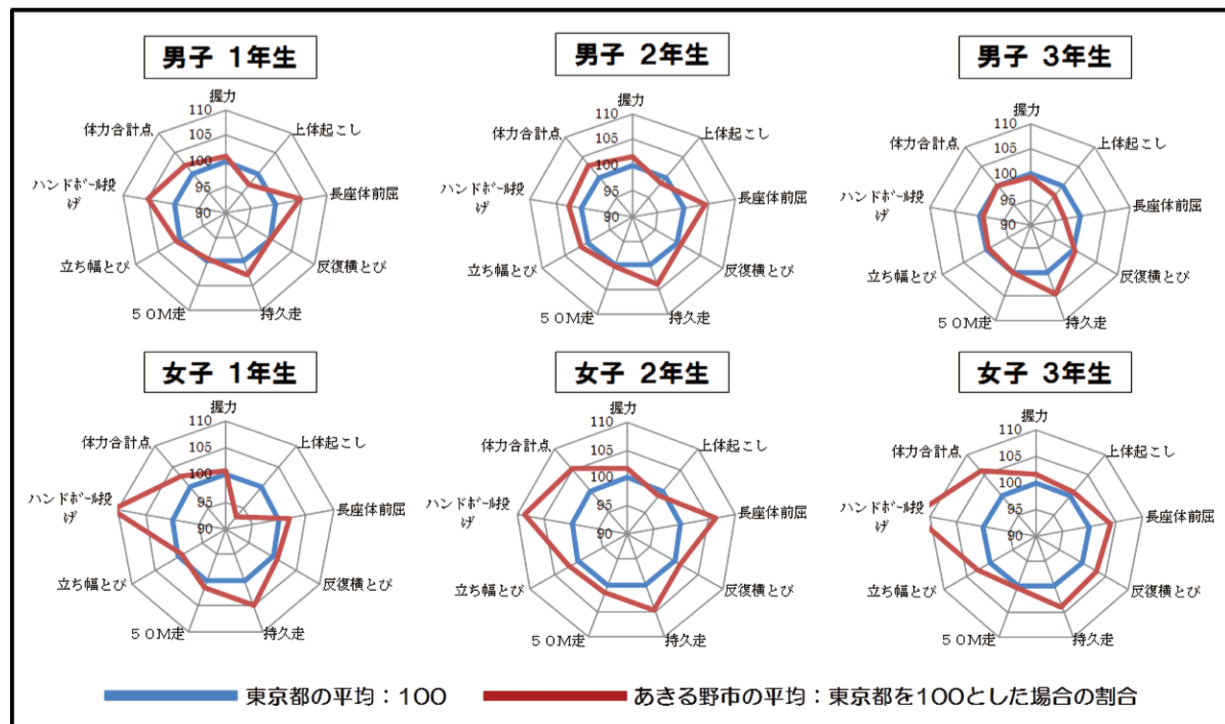 男子 1年生
握力
上体起こし
長座体前屈
反復横とび
持久走
５０M走
立ち幅とび
ハンドボール投
げ
体力合計点
110
105
100
95
90
男子 2年生
握力
上体起こし
長座体前屈
反復横とび
持久走
５０M走
立ち幅とび
ハンドボール投
げ
体力合計点
110
105
100
95
90
男子 3年生
握力
上体起こし
長座体前屈
反復横とび
持久走
５０M走
立ち幅とび
ハンドボール投
げ
体力合計点
110
105
100
95
90
女子 1年生
握力
上体起こし
長座体前屈
反復横とび
持久走
５０M走
立ち幅とび
ハンドボール投
げ
体力合計点
110
105
100
95
90
女子 2年生
握力
上体起こし
長座体前屈
反復横とび
持久走
５０M走
立ち幅とび
ハンドボール投
げ
体力合計点
110
105
100
95
90
女子 3年生
握力
上体起こし
長座体前屈
反復横とび
持久走
５０M走
立ち幅とび
ハンドボール投
げ
体力合計点
110
105
100
95
90
東京都の平均：100
あきる野市の平均：東京都を100とした場合の割合